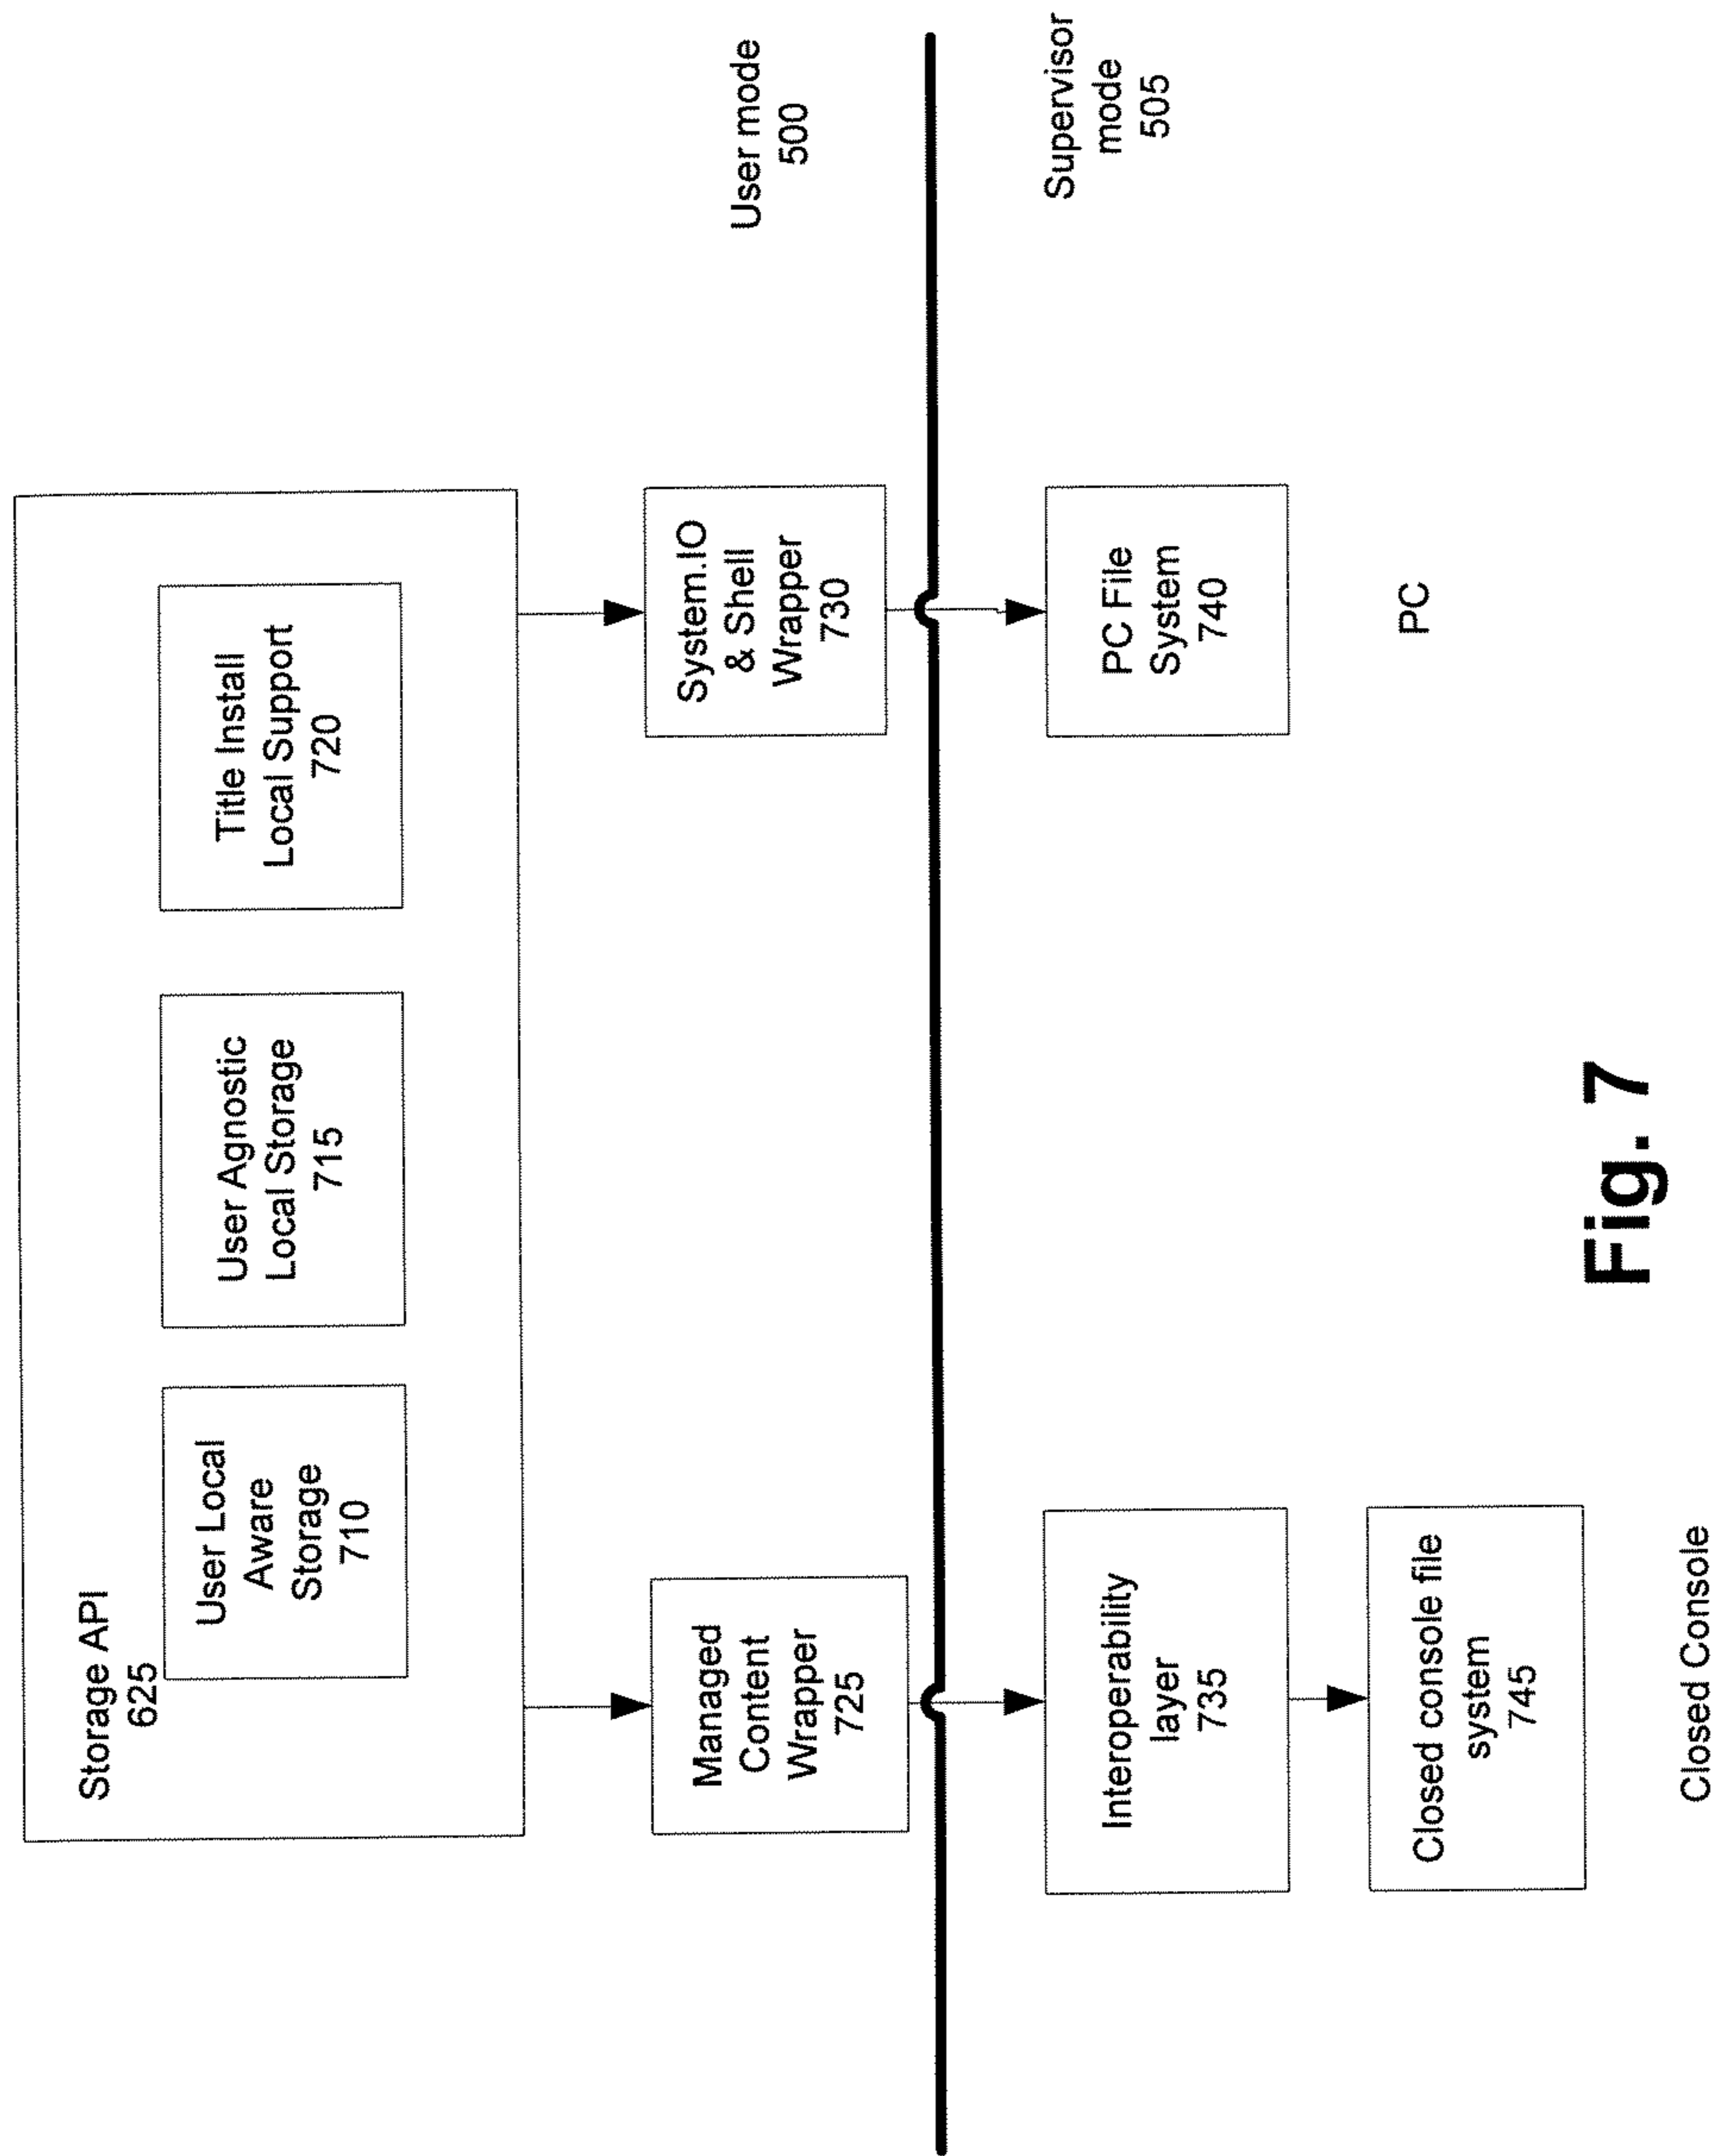 Storage API
625
User Local
Aware
Storage
710
User Agnostic
Local Storage
715
Title Install
Local Support
720
Managed
Content
Wrapper
725
System.IO
& Shell
Wrapper
730
User mode
500
Supervisor
mode
505
Interoperability
layer
735
PC File
System
740
Closed console file
system
745
Closed Console
PC
Fig. 7